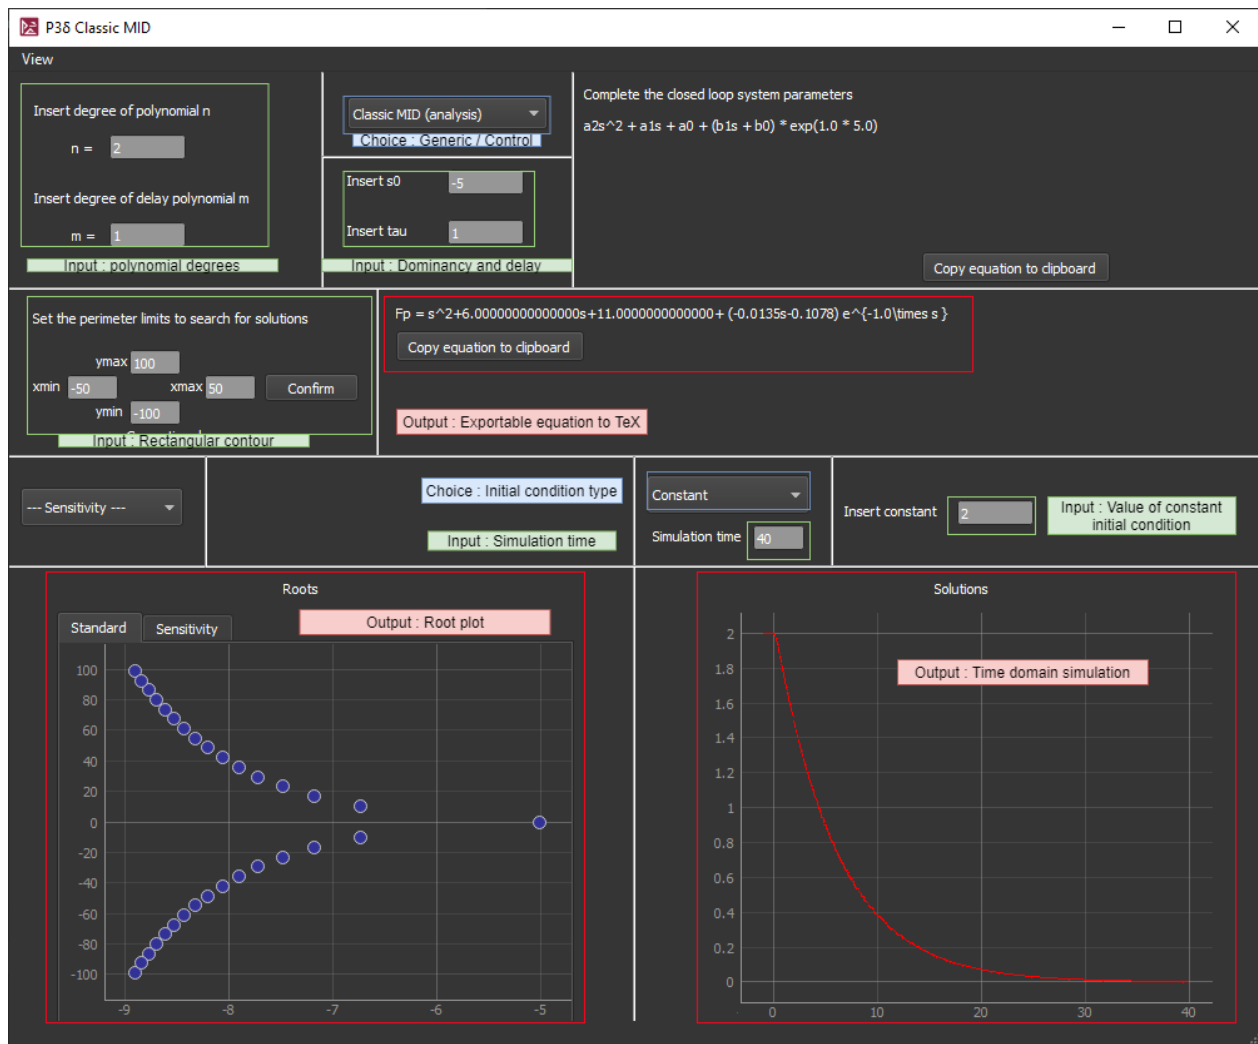 P3δ Classic MID
View
Insert degree of polynomial n
n = 2
Insert degree of delay polynomial m
m = 1
Input : polynomial degrees
Classic MID (analysis)
Choice : Generic / Control
Insert s0 -5
Insert tau 1
Input : Dominancy and delay
Complete the closed loop system parameters
a2s^2 + a1s + a0 + (b1s + b0) * exp(1.0 * 5.0)
Copy equation to clipboard
Set the perimeter limits to search for solutions
ymax 100
xmin -50 xmax 50 Confirm
ymin -100
Input : Rectangular contour
Fp = s^2+6.00000000000000s+11.0000000000000+ (-0.0135s-0.1078) e^{-1.0\times s }
Copy equation to clipboard
Output : Exportable equation to TeX
--- Sensitivity ---
Choice : Initial condition type
Input : Simulation time
Constant
Simulation time 40
Insert constant 2
Input : Value of constant
initial condition
Roots
Standard Sensitivity
Output : Root plot
100
80
60
40
20
0
-20
-40
-60
-80
-100
-9 -8 -7 -6 -5
Solutions
Output : Time domain simulation
2
1.8
1.6
1.4
1.2
1
0.8
0.6
0.4
0.2
0
0 10 20 30 40